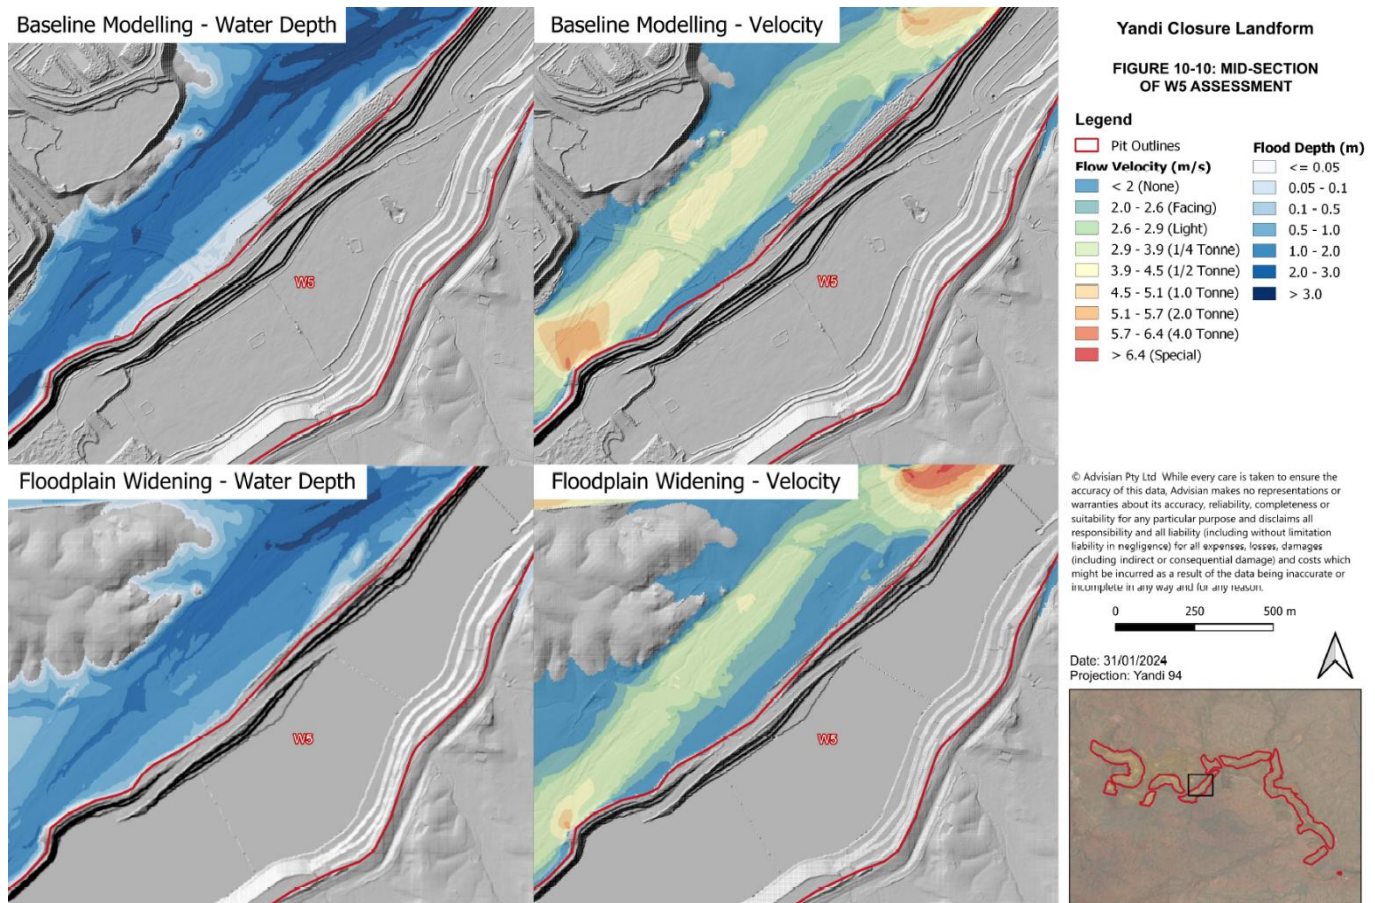 Baseline Modelling - Water Depth
Baseline Modelling - Velocity
W5
W5
Floodplain Widening - Water Depth
Floodplain Widening - Velocity
W5
W5
Yandi Closure Landform
FIGURE 10-10: MID-SECTION
OF W5 ASSESSMENT
Legend
Pit Outlines
Flow Velocity (m/s)
< 2 (None)
2.0 - 2.6 (Facing)
2.6 - 2.9 (Light)
2.9 - 3.9 (1/4 Tonne)
3.9 - 4.5 (1/2 Tonne)
4.5 - 5.1 (1.0 Tonne)
5.1 - 5.7 (2.0 Tonne)
5.7 - 6.4 (4.0 Tonne)
> 6.4 (Special)
Flood Depth (m)
<= 0.05
0.05 - 0.1
0.1 - 0.5
0.5 - 1.0
1.0 - 2.0
2.0 - 3.0
> 3.0
© Advisian Pty Ltd While every care is taken to ensure the
accuracy of this data, Advisian makes no representations or
warranties about its accuracy, reliability, completeness or
suitability for any particular purpose and disclaims all
responsibility and all liability (including without limitation
liability in negligence) for all expenses, losses, damages
(including indirect or consequential damage) and costs which
might be incurred as a result of the data being inaccurate or
incomplete in any way and for any reason.
0 250 500 m
Date: 31/01/2024
Projection: Yandi 94